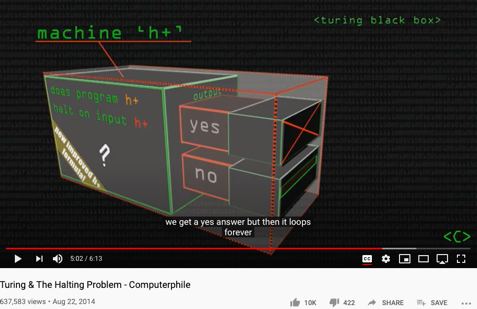 machine ⌊h+⌉
<turing black box>
does program h+
halt on input h+
?
output
yes
no
new improved h+
formula!
we get a yes answer but then it loops
forever
<C>
5:02 / 6:13
CC
Turing & The Halting Problem - Computerphile
637,583 views • Aug 22, 2014
10K
422
SHARE
SAVE